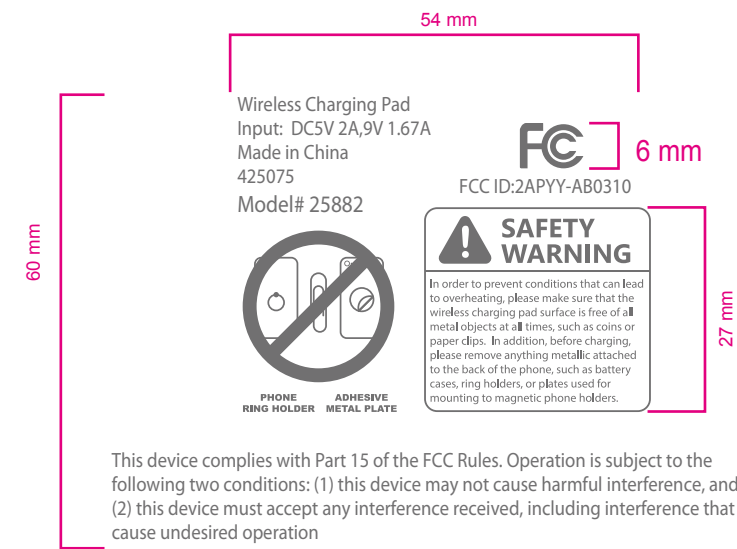 54 mm
Wireless Charging Pad
Input: DC5V 2A,9V 1.67A
Made in China
425075
Model# 25882
FC
6 mm
FCC ID:2APYY-AB0310
60 mm
SAFETY
WARNING
In order to prevent conditions that can lead
to overheating, please make sure that the
wireless charging pad surface is free of all
metal objects at all times, such as coins or
paper clips. In addition, before charging,
please remove anything metallic attached
to the back of the phone, such as battery
cases, ring holders, or plates used for
mounting to magnetic phone holders.
27 mm
PHONE
RING HOLDER
ADHESIVE
METAL PLATE
This device complies with Part 15 of the FCC Rules. Operation is subject to the
following two conditions: (1) this device may not cause harmful interference, and
(2) this device must accept any interference received, including interference that
cause undesired operation